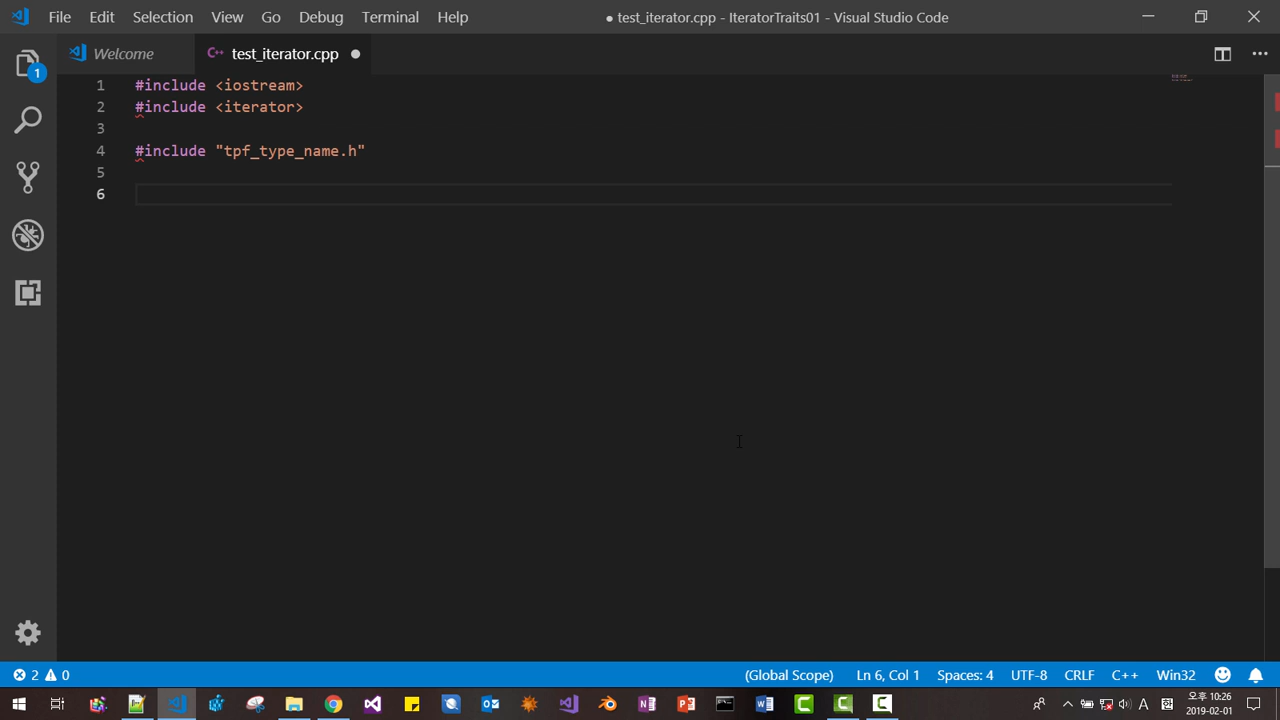 File Edit Selection View Go Debug Terminal Help ● test_iterator.cpp - IteratorTraits01 - Visual Studio Code
Welcome test_iterator.cpp ●
1 #include <iostream>
2 #include <iterator>
3
4 #include "tpf_type_name.h"
5
6
1
2 0 (Global Scope) Ln 6, Col 1 Spaces: 4 UTF-8 CRLF C++ Win32
A 오후 10:26
2019-02-01